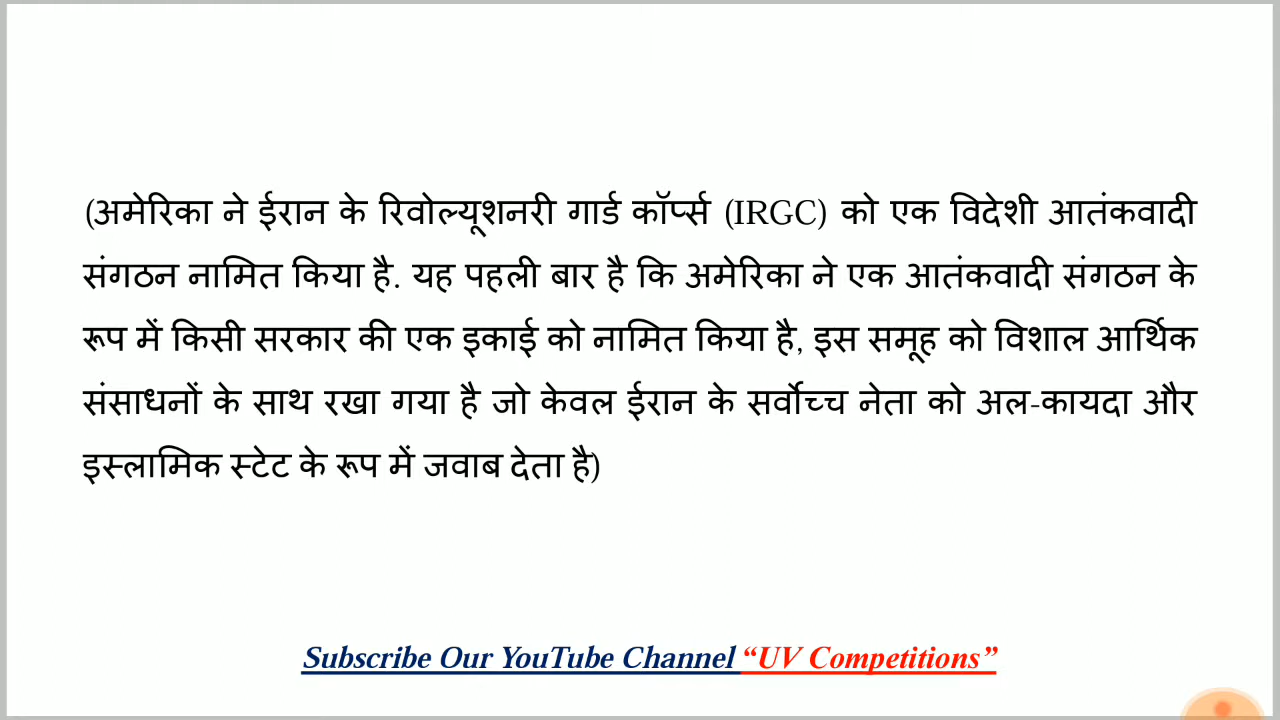 (अमेरिका ने ईरान के रिवोल्यूशनरी गार्ड कॉर्प्स (IRGC) को एक विदेशी आतंकवादी
संगठन नामित किया है. यह पहली बार है कि अमेरिका ने एक आतंकवादी संगठन के
रूप में किसी सरकार की एक इकाई को नामित किया है, इस समूह को विशाल आर्थिक
संसाधनों के साथ रखा गया है जो केवल ईरान के सर्वोच्च नेता को अल-कायदा और
इस्लामिक स्टेट के रूप में जवाब देता है)
Subscribe Our YouTube Channel “UV Competitions”